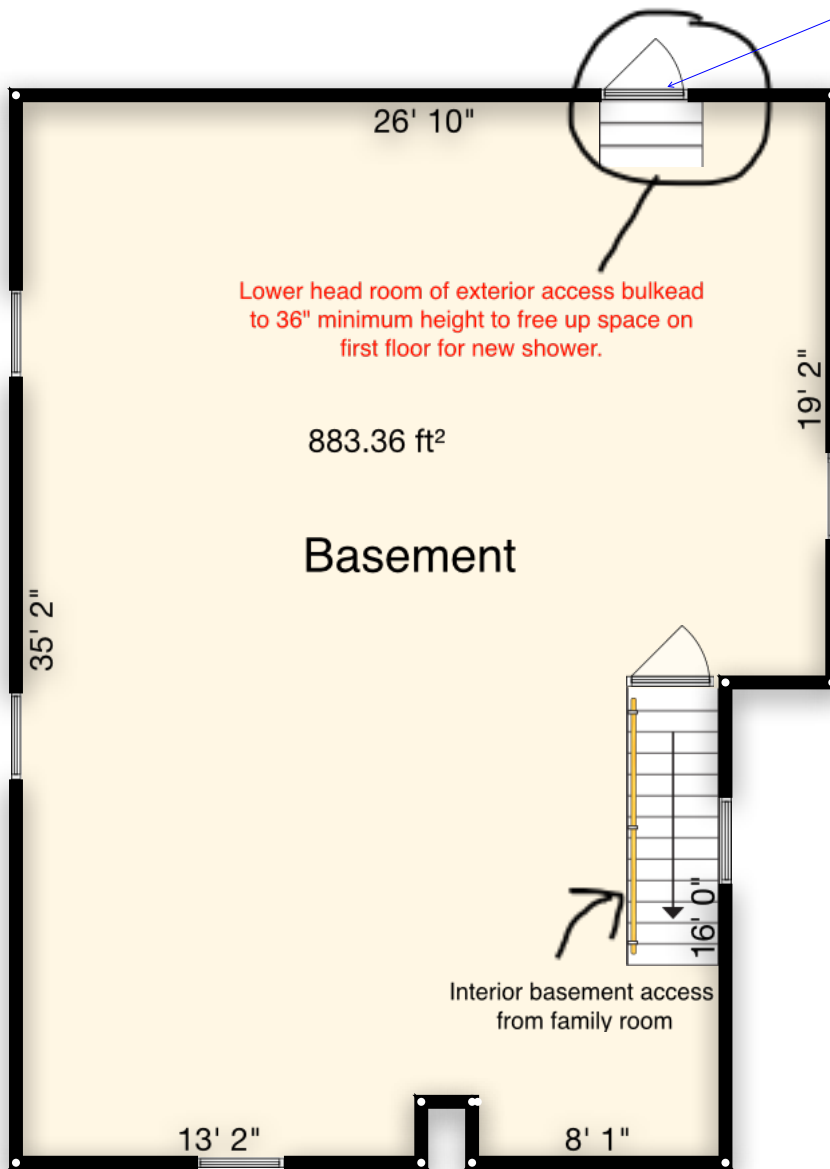 26' 10"
Lower head room of exterior access bulkead
to 36" minimum height to free up space on
first floor for new shower.
19' 2"
883.36 ft²
Basement
35' 2"
16' 0"
Interior basement access
from family room
13' 2"
8' 1"